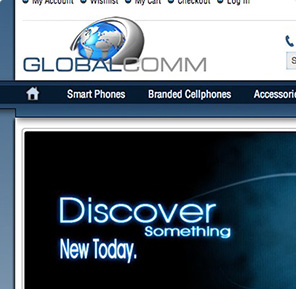 My Account Wishlist My Cart Checkout Log In
GLOBALCOMM
Smart Phones Branded Cellphones Accessorie
Discover
Something
New Today.